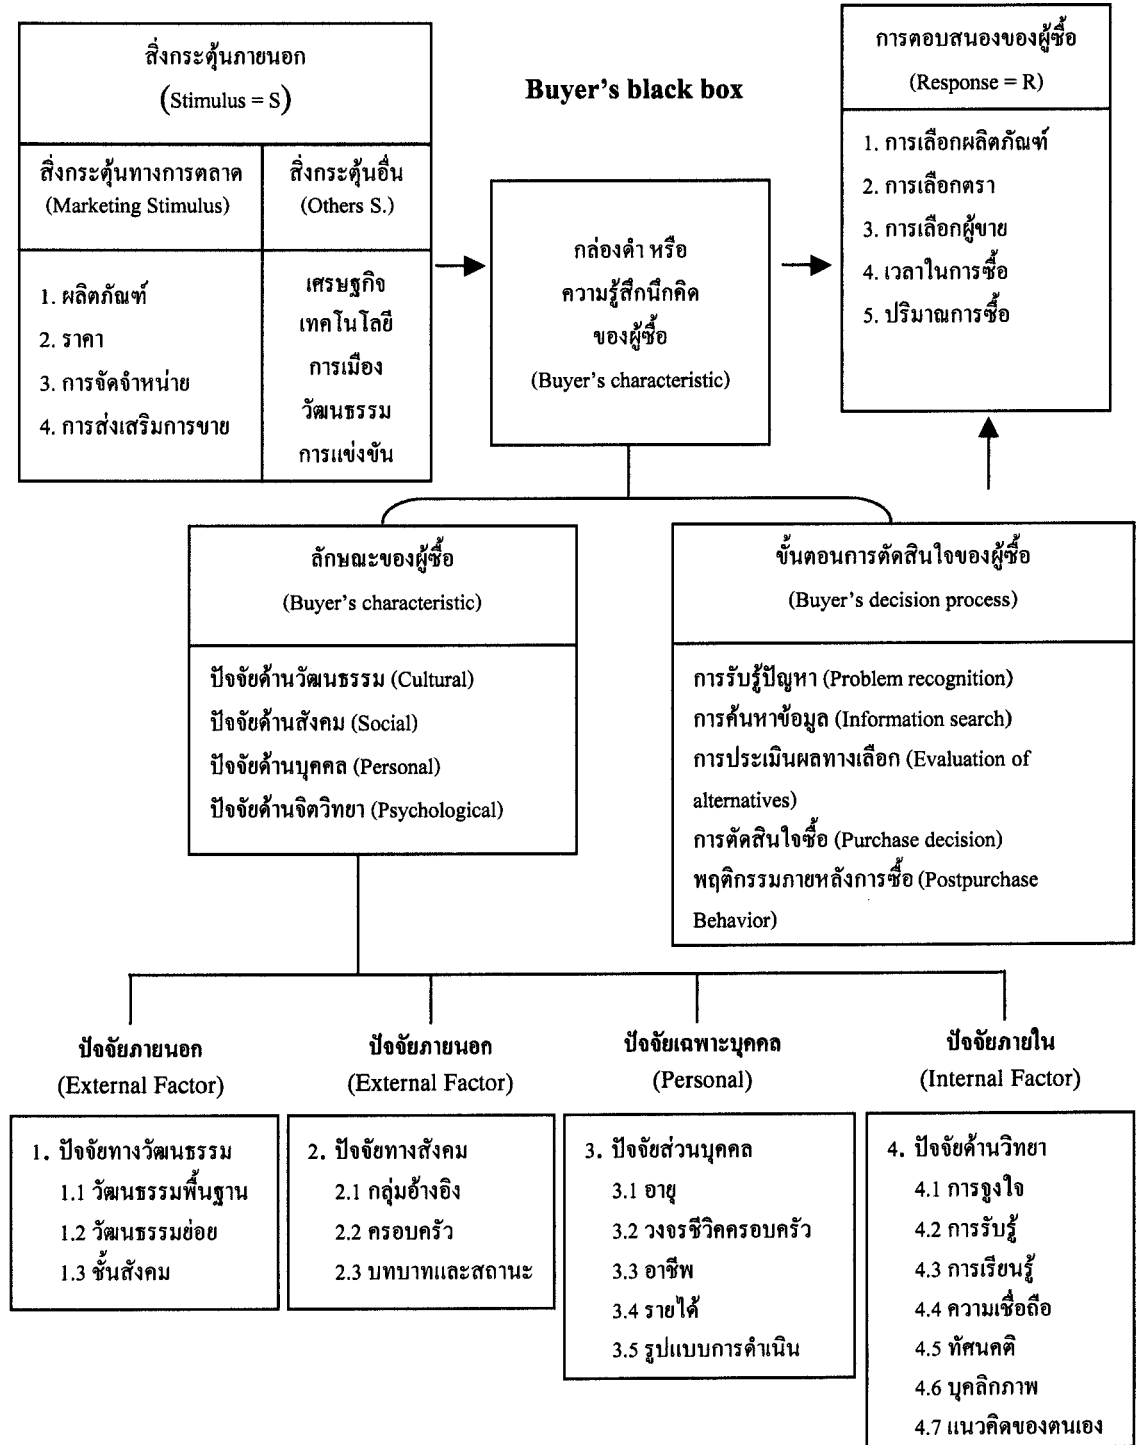 สิ่งกระตุ้นภายนอก
(Stimulus = S)
สิ่งกระตุ้นทางการตลาด
(Marketing Stimulus)
สิ่งกระตุ้นอื่น
(Others S.)
1. ผลิตภัณฑ์
2. ราคา
3. การจัดจำหน่าย
4. การส่งเสริมการขาย
เศรษฐกิจ
เทคโนโลยี
การเมือง
วัฒนธรรม
การแข่งขัน
Buyer's black box
กล่องดำ หรือ
ความรู้สึกนึกคิด
ของผู้ซื้อ
(Buyer's characteristic)
การตอบสนองของผู้ซื้อ
(Response = R)
1. การเลือกผลิตภัณฑ์
2. การเลือกตรา
3. การเลือกผู้ขาย
4. เวลาในการซื้อ
5. ปริมาณการซื้อ
ลักษณะของผู้ซื้อ
(Buyer's characteristic)
ปัจจัยด้านวัฒนธรรม (Cultural)
ปัจจัยด้านสังคม (Social)
ปัจจัยด้านบุคคล (Personal)
ปัจจัยด้านจิตวิทยา (Psychological)
ขั้นตอนการตัดสินใจของผู้ซื้อ
(Buyer's decision process)
การรับรู้ปัญหา (Problem recognition)
การค้นหาข้อมูล (Information search)
การประเมินผลทางเลือก (Evaluation of
alternatives)
การตัดสินใจซื้อ (Purchase decision)
พฤติกรรมภายหลังการซื้อ (Postpurchase
Behavior)
ปัจจัยภายนอก
(External Factor)
1. ปัจจัยทางวัฒนธรรม
1.1 วัฒนธรรมพื้นฐาน
1.2 วัฒนธรรมย่อย
1.3 ชั้นสังคม
ปัจจัยภายนอก
(External Factor)
2. ปัจจัยทางสังคม
2.1 กลุ่มอ้างอิง
2.2 ครอบครัว
2.3 บทบาทและสถานะ
ปัจจัยเฉพาะบุคคล
(Personal)
3. ปัจจัยส่วนบุคคล
3.1 อายุ
3.2 วงจรชีวิคครอบครัว
3.3 อาชีพ
3.4 รายได้
3.5 รูปแบบการดำเนิน
ปัจจัยภายใน
(Internal Factor)
4. ปัจจัยด้านวิทยา
4.1 การจูงใจ
4.2 การรับรู้
4.3 การเรียนรู้
4.4 ความเชื่อถือ
4.5 ทัศนคติ
4.6 บุคลิกภาพ
4.7 แนวคิดของตนเอง